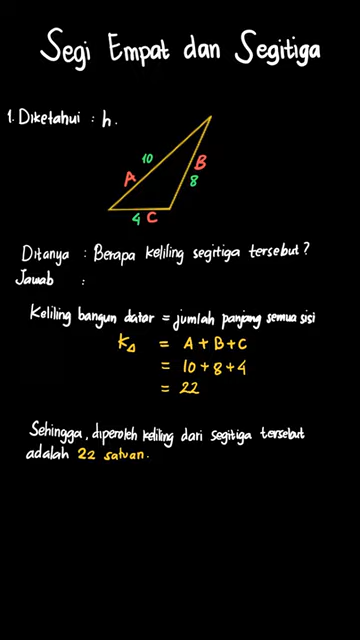 Segi Empat dan Segitiga
1. Diketahui : h.
10
A
B
8
4 C
Ditanya : Berapa keliling segitiga tersebut?
Jawab :
Keliling bangun datar = jumlah panjang semua sisi
K△ = A + B + C
= 10 + 8 + 4
= 22
Sehingga, diperoleh keliling dari segitiga tersebut
adalah 22 satuan.